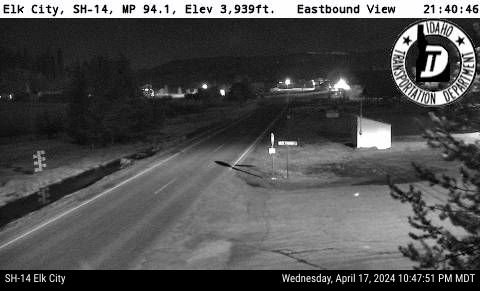 Elk City, SH-14, MP 94.1, Elev 3,939ft. Eastbound View 21:40:46
IDAHO
TRANSPORTATION DEPARTMENT
SH-14 Elk City Wednesday, April 17, 2024 10:47:51 PM MDT